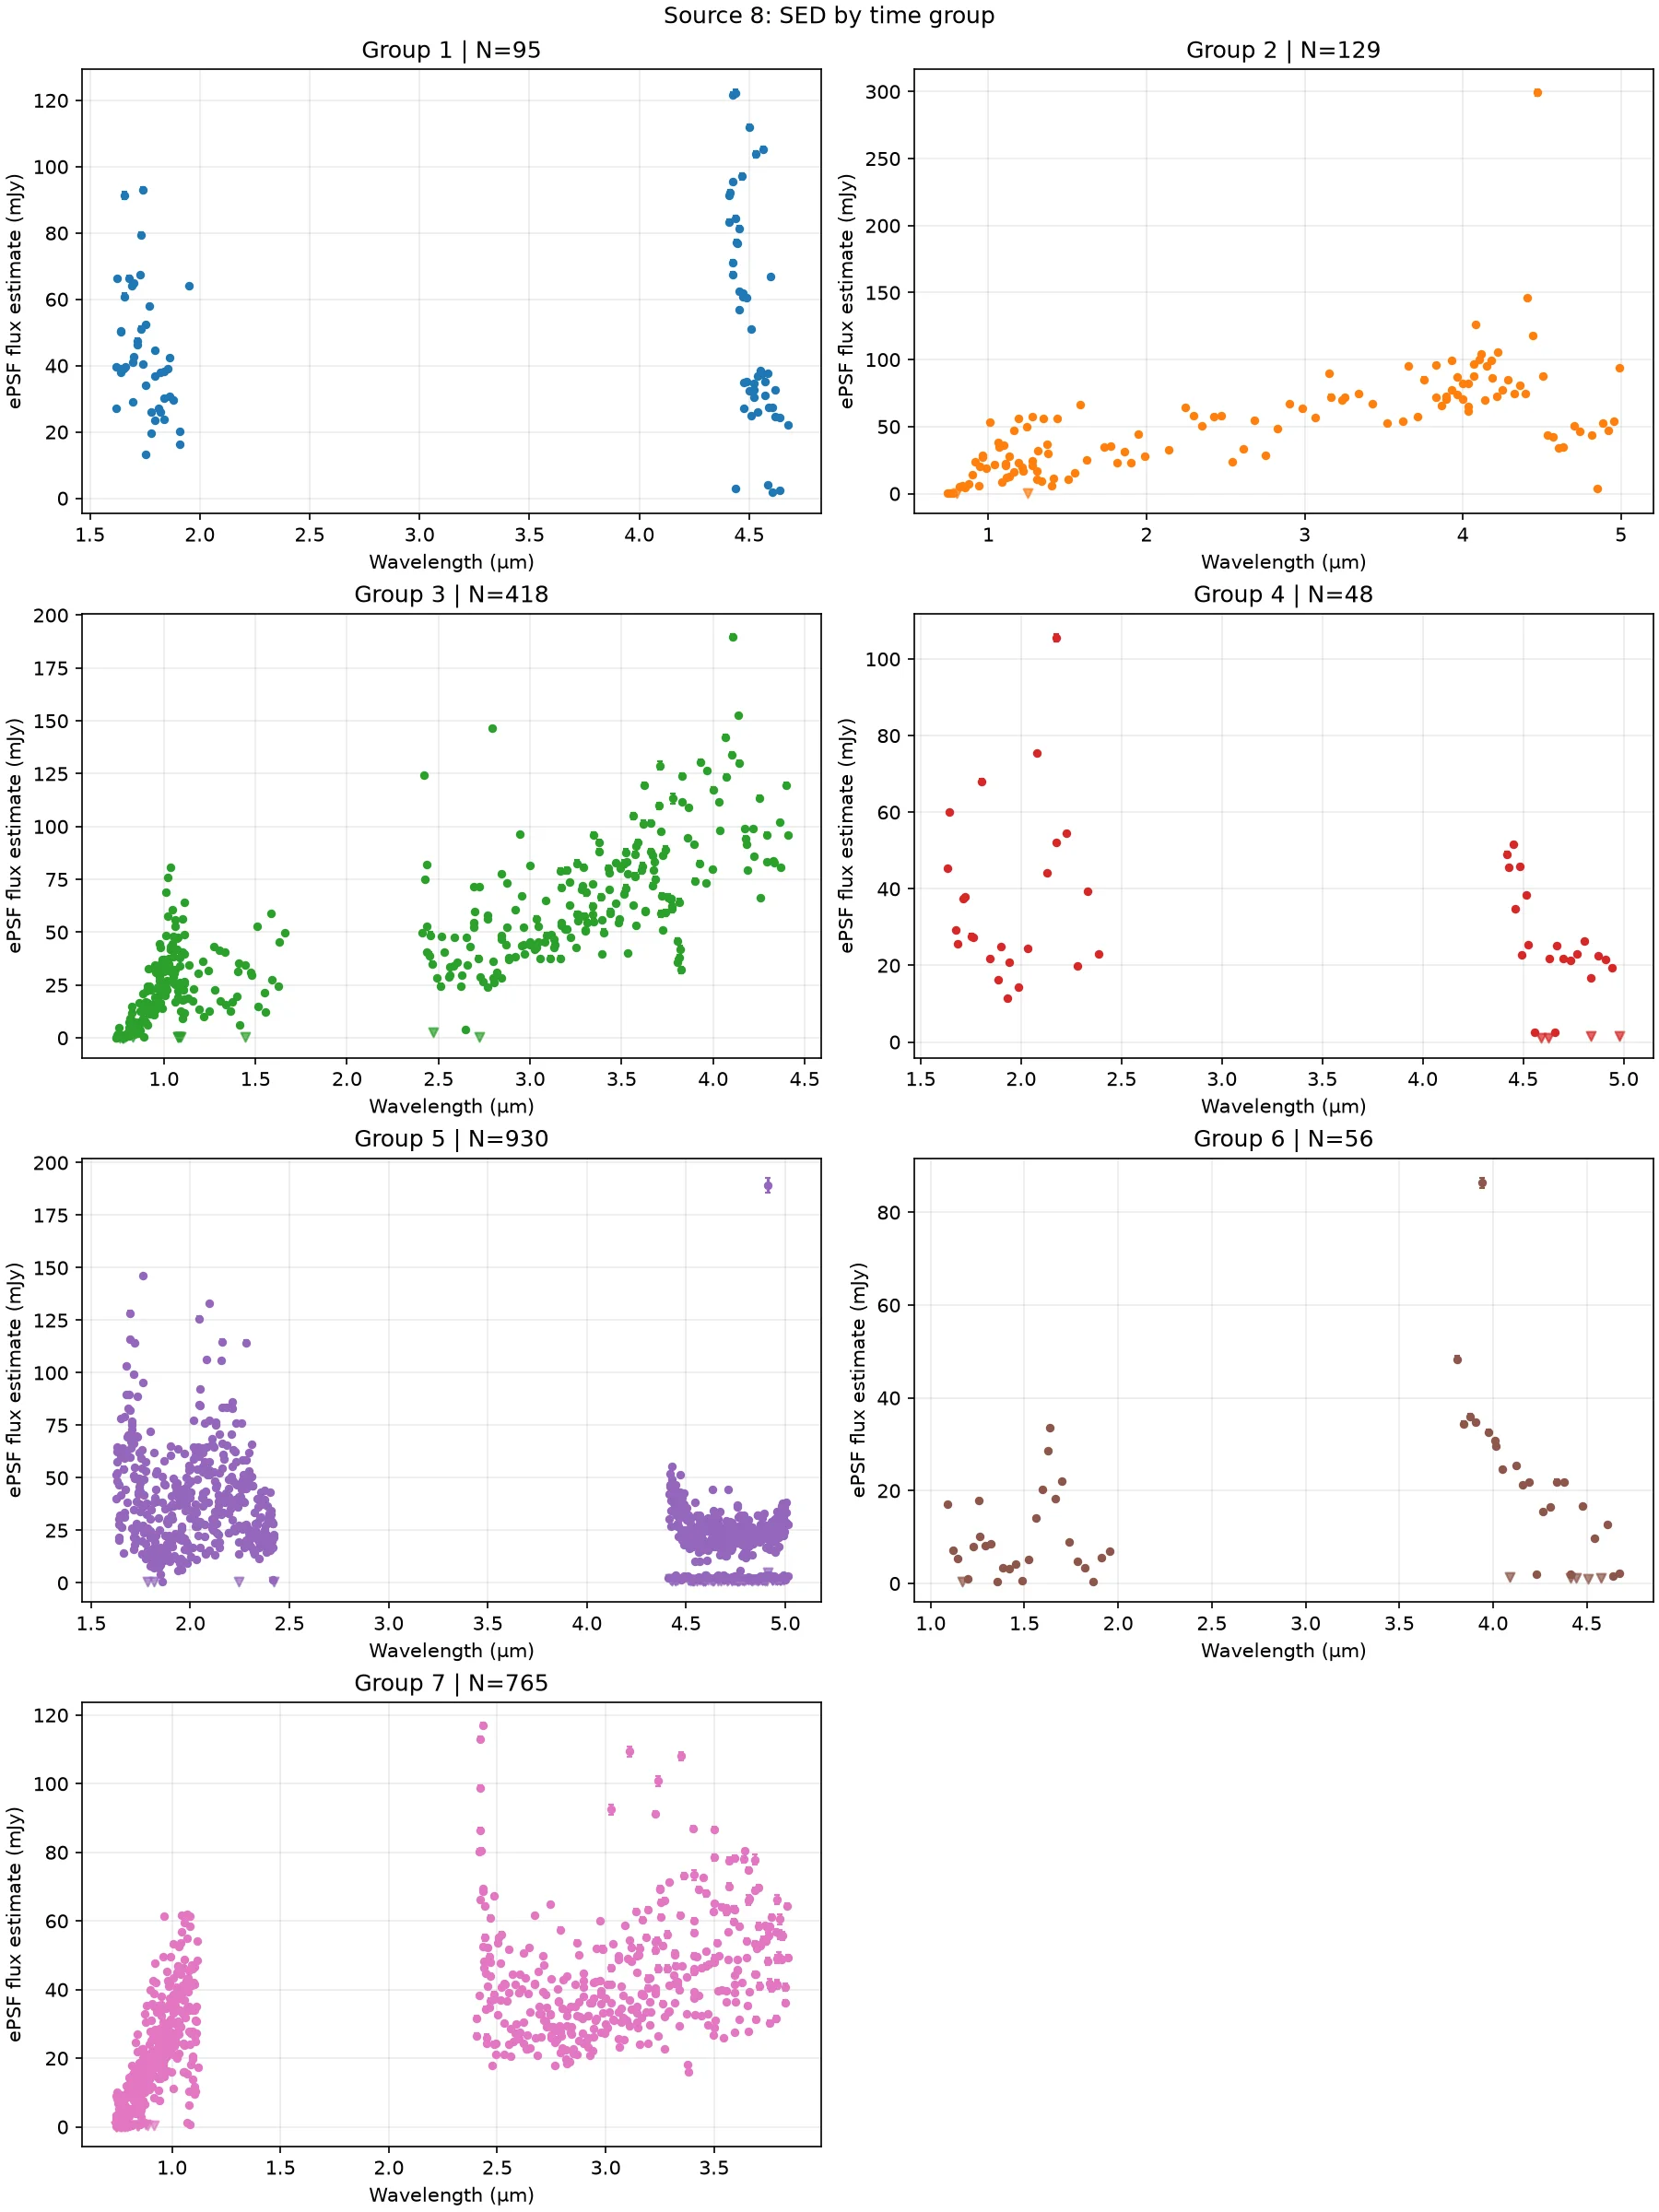 Source 8: SED by time group
Group 1 | N=95
120
100
80
60
40
20
0
ePSF flux estimate (mJy)
1.5 2.0 2.5 3.0 3.5 4.0 4.5
Wavelength (μm)
Group 2 | N=129
300
250
200
150
100
50
0
ePSF flux estimate (mJy)
1 2 3 4 5
Wavelength (μm)
Group 3 | N=418
200
175
150
125
100
75
50
25
0
ePSF flux estimate (mJy)
1.0 1.5 2.0 2.5 3.0 3.5 4.0 4.5
Wavelength (μm)
Group 4 | N=48
100
80
60
40
20
0
ePSF flux estimate (mJy)
1.5 2.0 2.5 3.0 3.5 4.0 4.5 5.0
Wavelength (μm)
Group 5 | N=930
200
175
150
125
100
75
50
25
0
ePSF flux estimate (mJy)
1.5 2.0 2.5 3.0 3.5 4.0 4.5 5.0
Wavelength (μm)
Group 6 | N=56
80
60
40
20
0
ePSF flux estimate (mJy)
1.0 1.5 2.0 2.5 3.0 3.5 4.0 4.5
Wavelength (μm)
Group 7 | N=765
120
100
80
60
40
20
0
ePSF flux estimate (mJy)
1.0 1.5 2.0 2.5 3.0 3.5
Wavelength (μm)